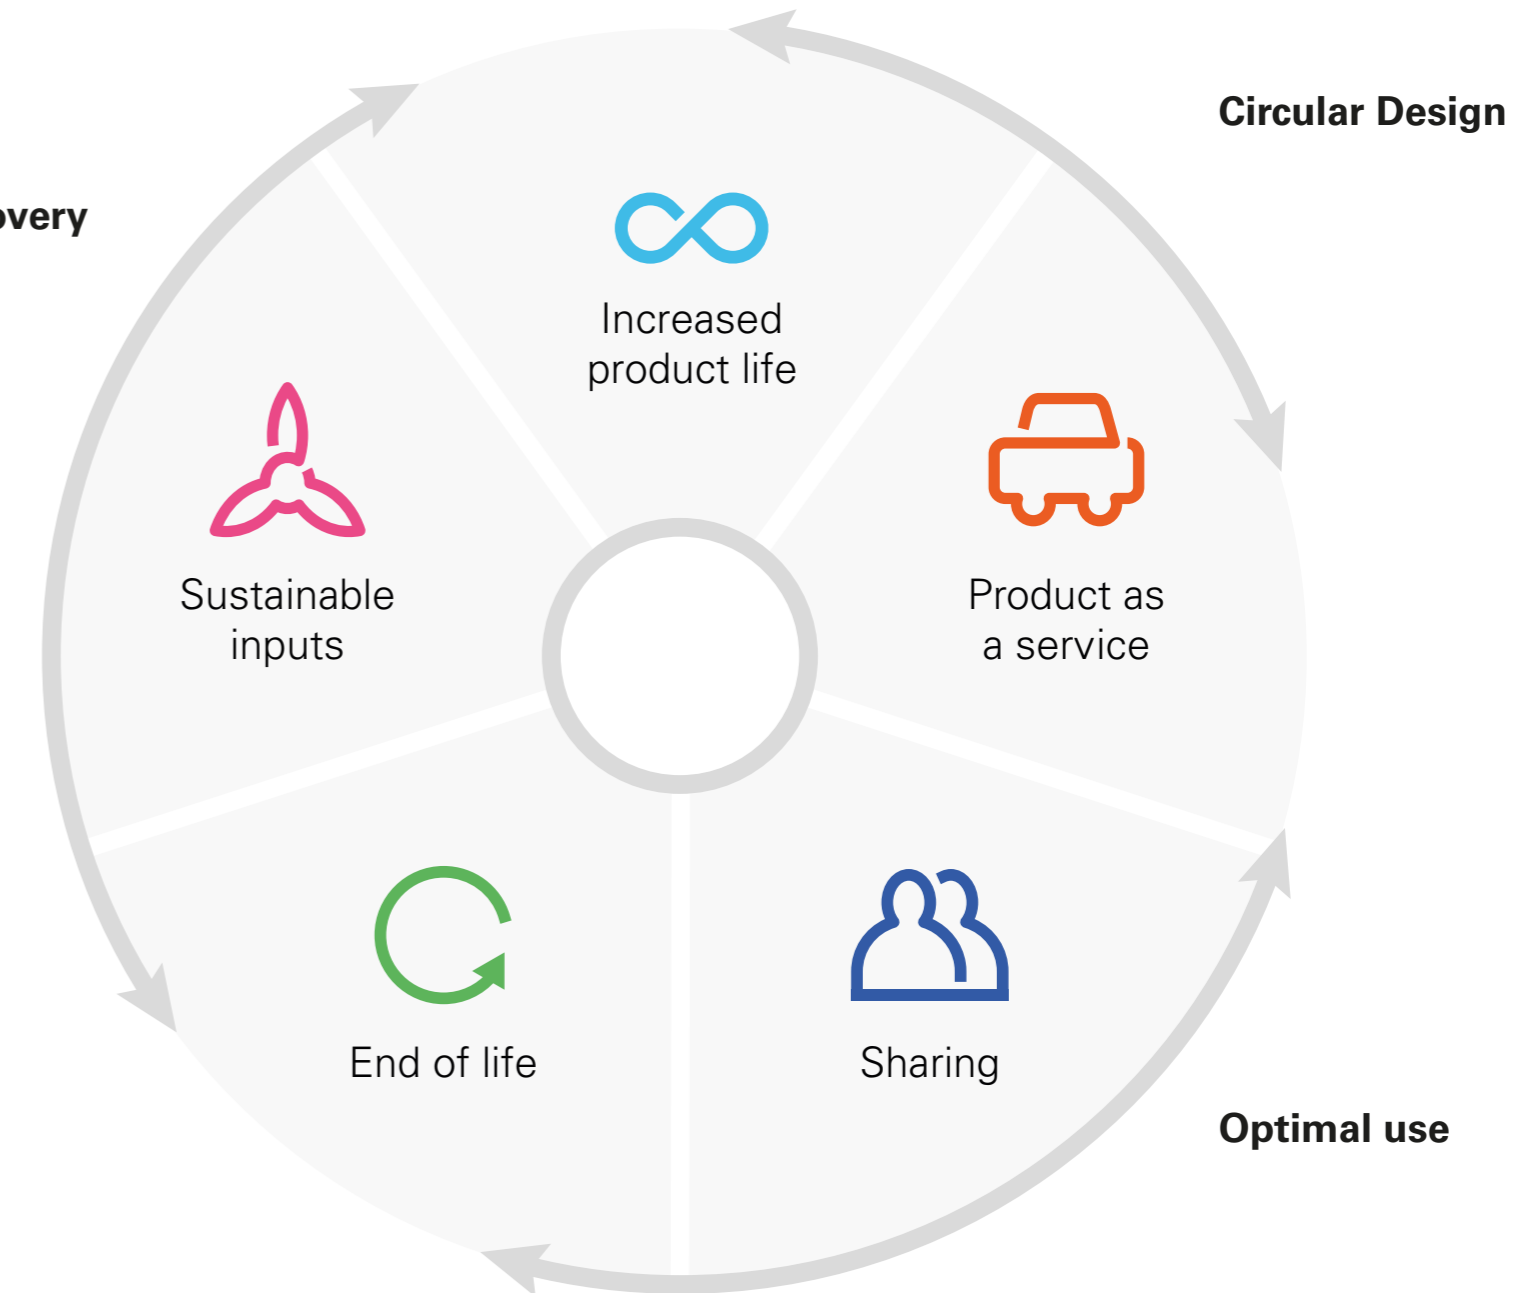 Circular Design
overy
Increased
product life
Sustainable
inputs
Product as
a service
End of life
Sharing
Optimal use